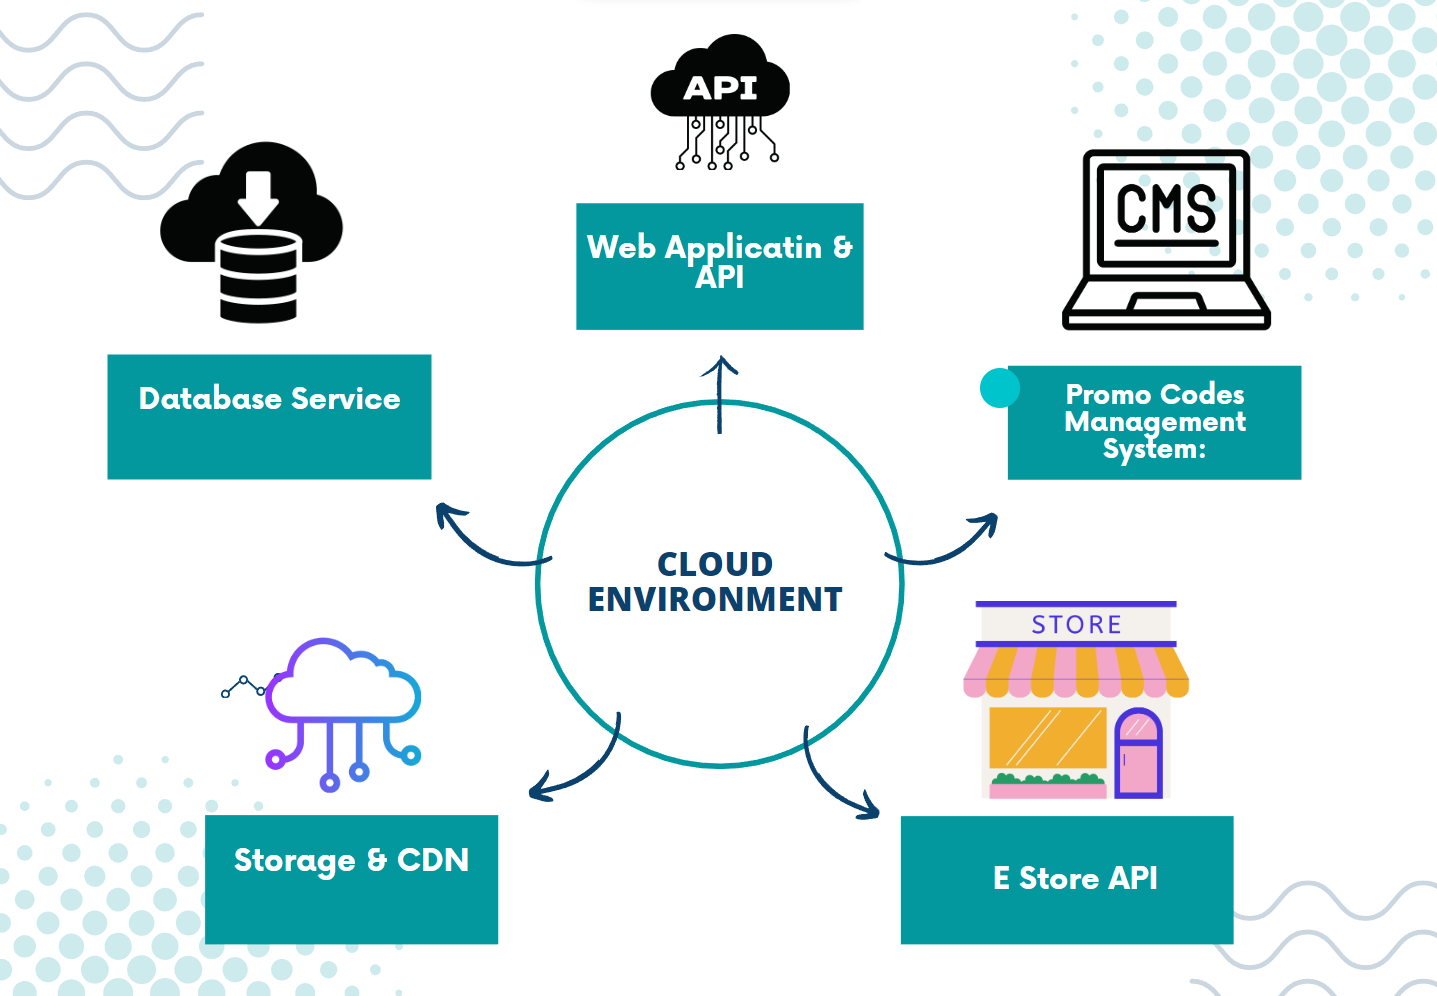 API
Web Applicatin &
API
CMS
Database Service
Promo Codes
Management
System:
CLOUD
ENVIRONMENT
STORE
Storage & CDN
E Store API